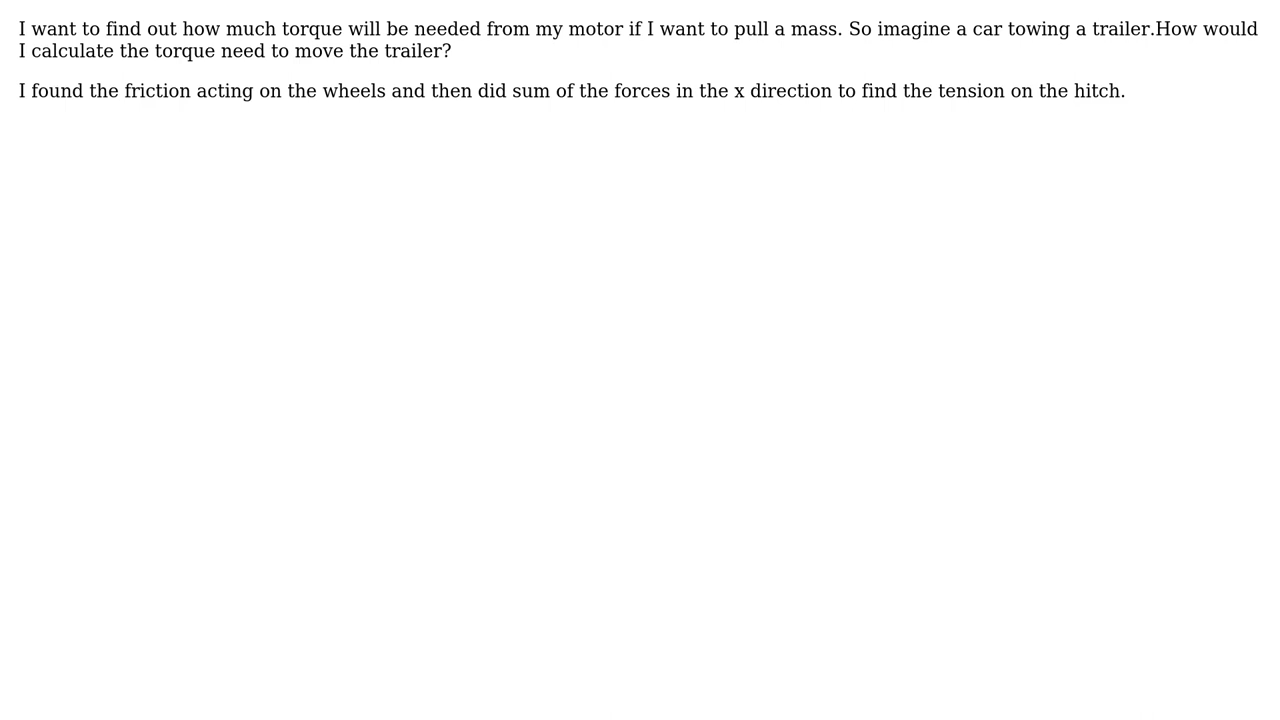 I want to find out how much torque will be needed from my motor if I want to pull a mass. So imagine a car towing a trailer.How would
I calculate the torque need to move the trailer?
I found the friction acting on the wheels and then did sum of the forces in the x direction to find the tension on the hitch.